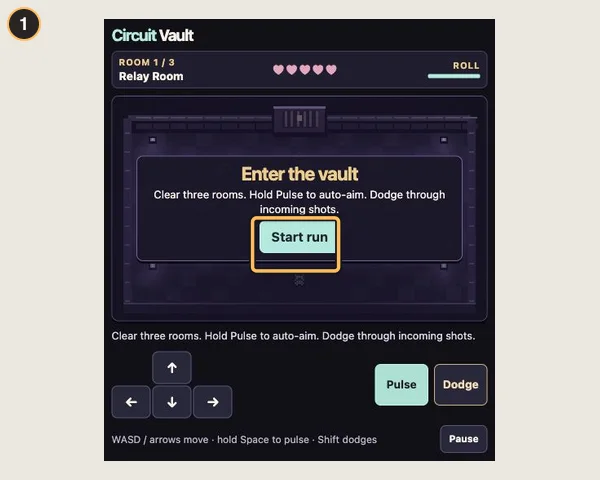 1
Circuit Vault
ROOM 1 / 3
Relay Room
ROLL
Enter the vault
Clear three rooms. Hold Pulse to auto-aim. Dodge through
incoming shots.
Start run
Clear three rooms. Hold Pulse to auto-aim. Dodge through incoming shots.
↑
← ↓ →
Pulse
Dodge
WASD / arrows move · hold Space to pulse · Shift dodges
Pause